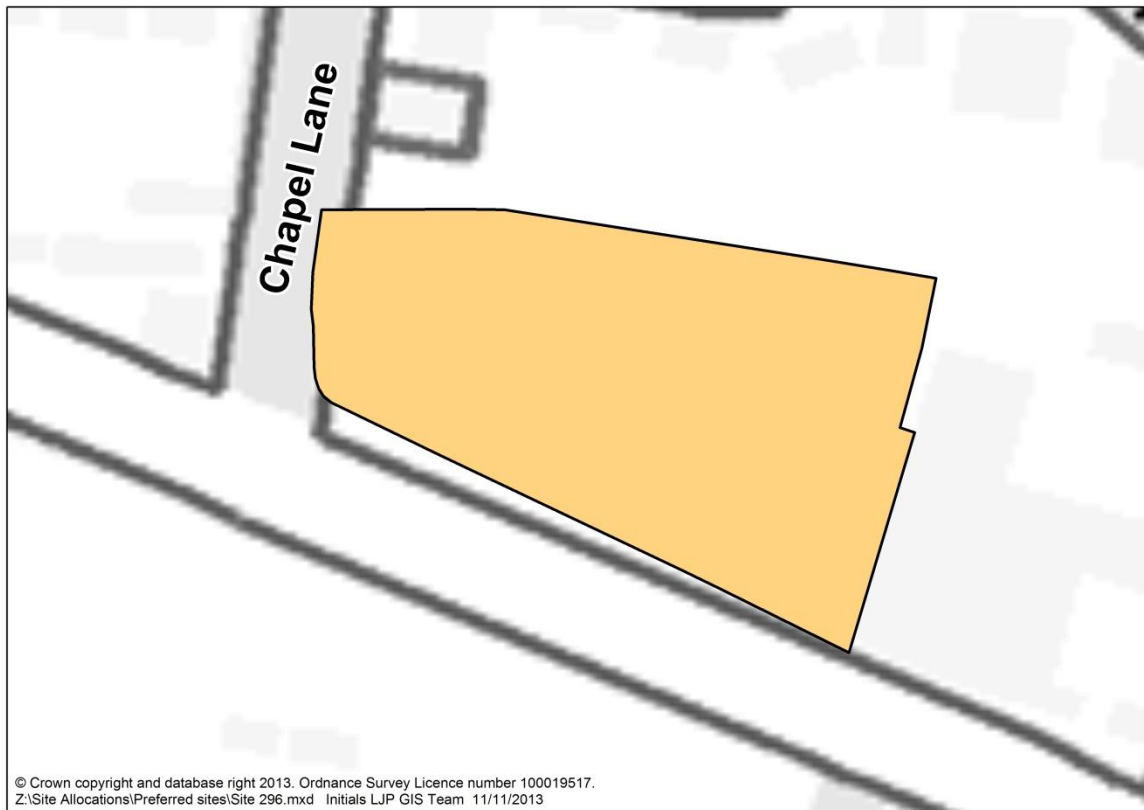 Chapel Lane
© Crown copyright and database right 2013. Ordnance Survey Licence number 100019517.
Z:\Site Allocations\Preferred sites\Site 296.mxd Initials LJP GIS Team 11/11/2013